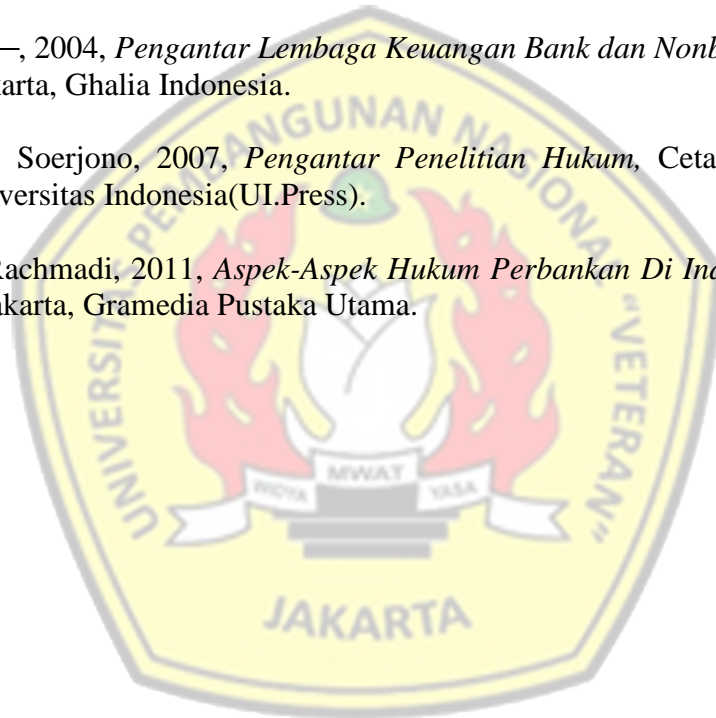 —, 2004, Pengantar Lembaga Keuangan Bank dan Nonb
karta, Ghalia Indonesia.
Soerjono, 2007, Pengantar Penelitian Hukum, Ceta
versitas Indonesia(UI.Press).
Rachmadi, 2011, Aspek-Aspek Hukum Perbankan Di Ind
akarta, Gramedia Pustaka Utama.
UNIVERSITAS PEMBANGUNAN NASIONAL "VETERAN"
WIDYA MWAT YASA
JAKARTA